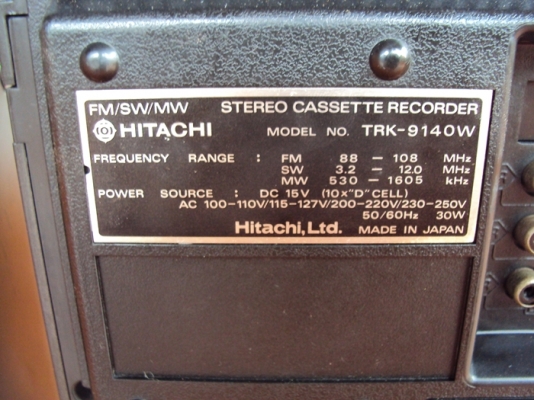 FM/SW/MW STEREO CASSETTE RECORDER
HITACHI MODEL NO. TRK-9140W
FREQUENCY RANGE : FM 88 – 108 MHz
SW 3.2 – 12.0 MHz
MW 530 – 1605 kHz
POWER SOURCE : DC 15V (10x"D"CELL)
AC 100–110V/115–127V/200–220V/230–250V
50/60Hz 30W
Hitachi, Ltd. MADE IN JAPAN